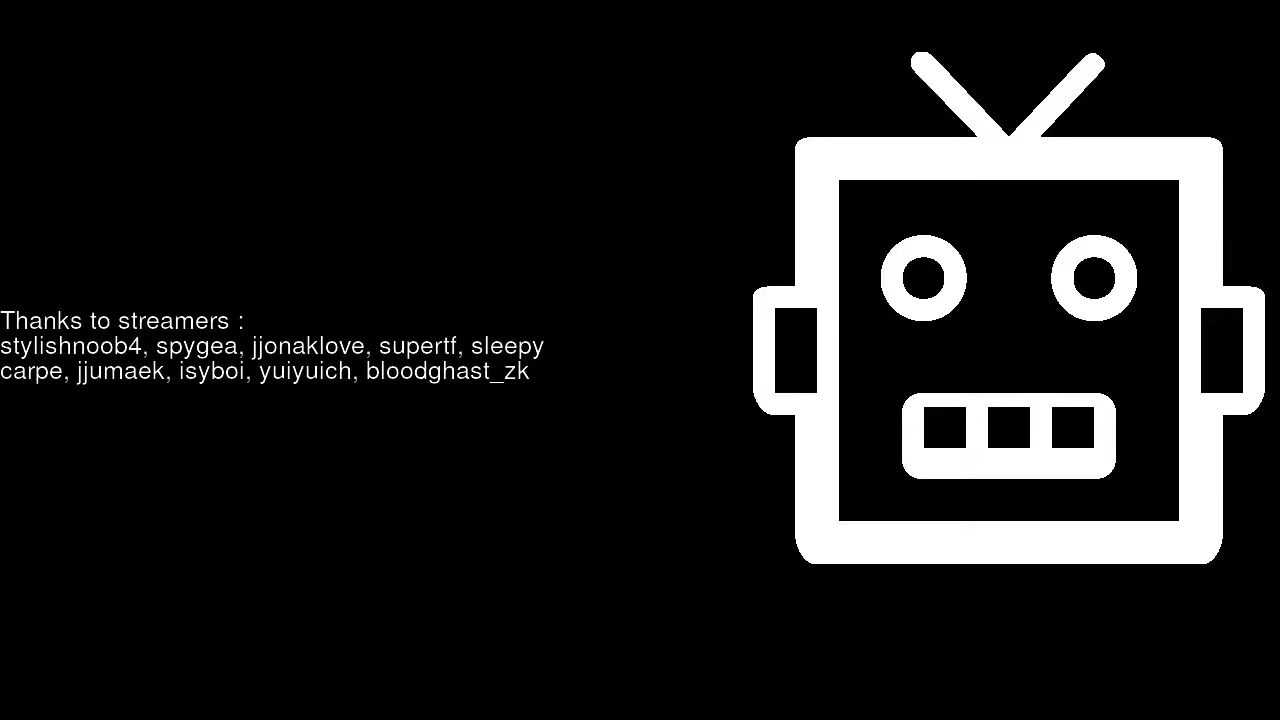 Thanks to streamers :
stylishnoob4, spygea, jjonaklove, supertf, sleepy
carpe, jjumaek, isyboi, yuiyuich, bloodghast_zk